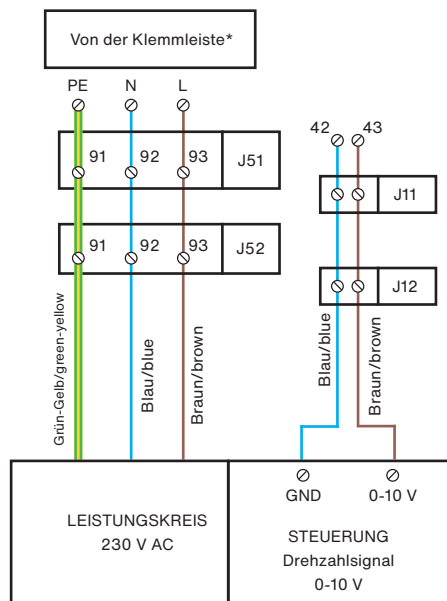 Von der Klemmleiste*
PE N L
42 43
91 92 93 J51
J11
91 92 93 J52
J12
Grün-Gelb/green-yellow
Blau/blue
Braun/brown
Blau/blue
Braun/brown
GND 0-10 V
LEISTUNGSKREIS
230 V AC
STEUERUNG
Drehzahlsignal
0-10 V